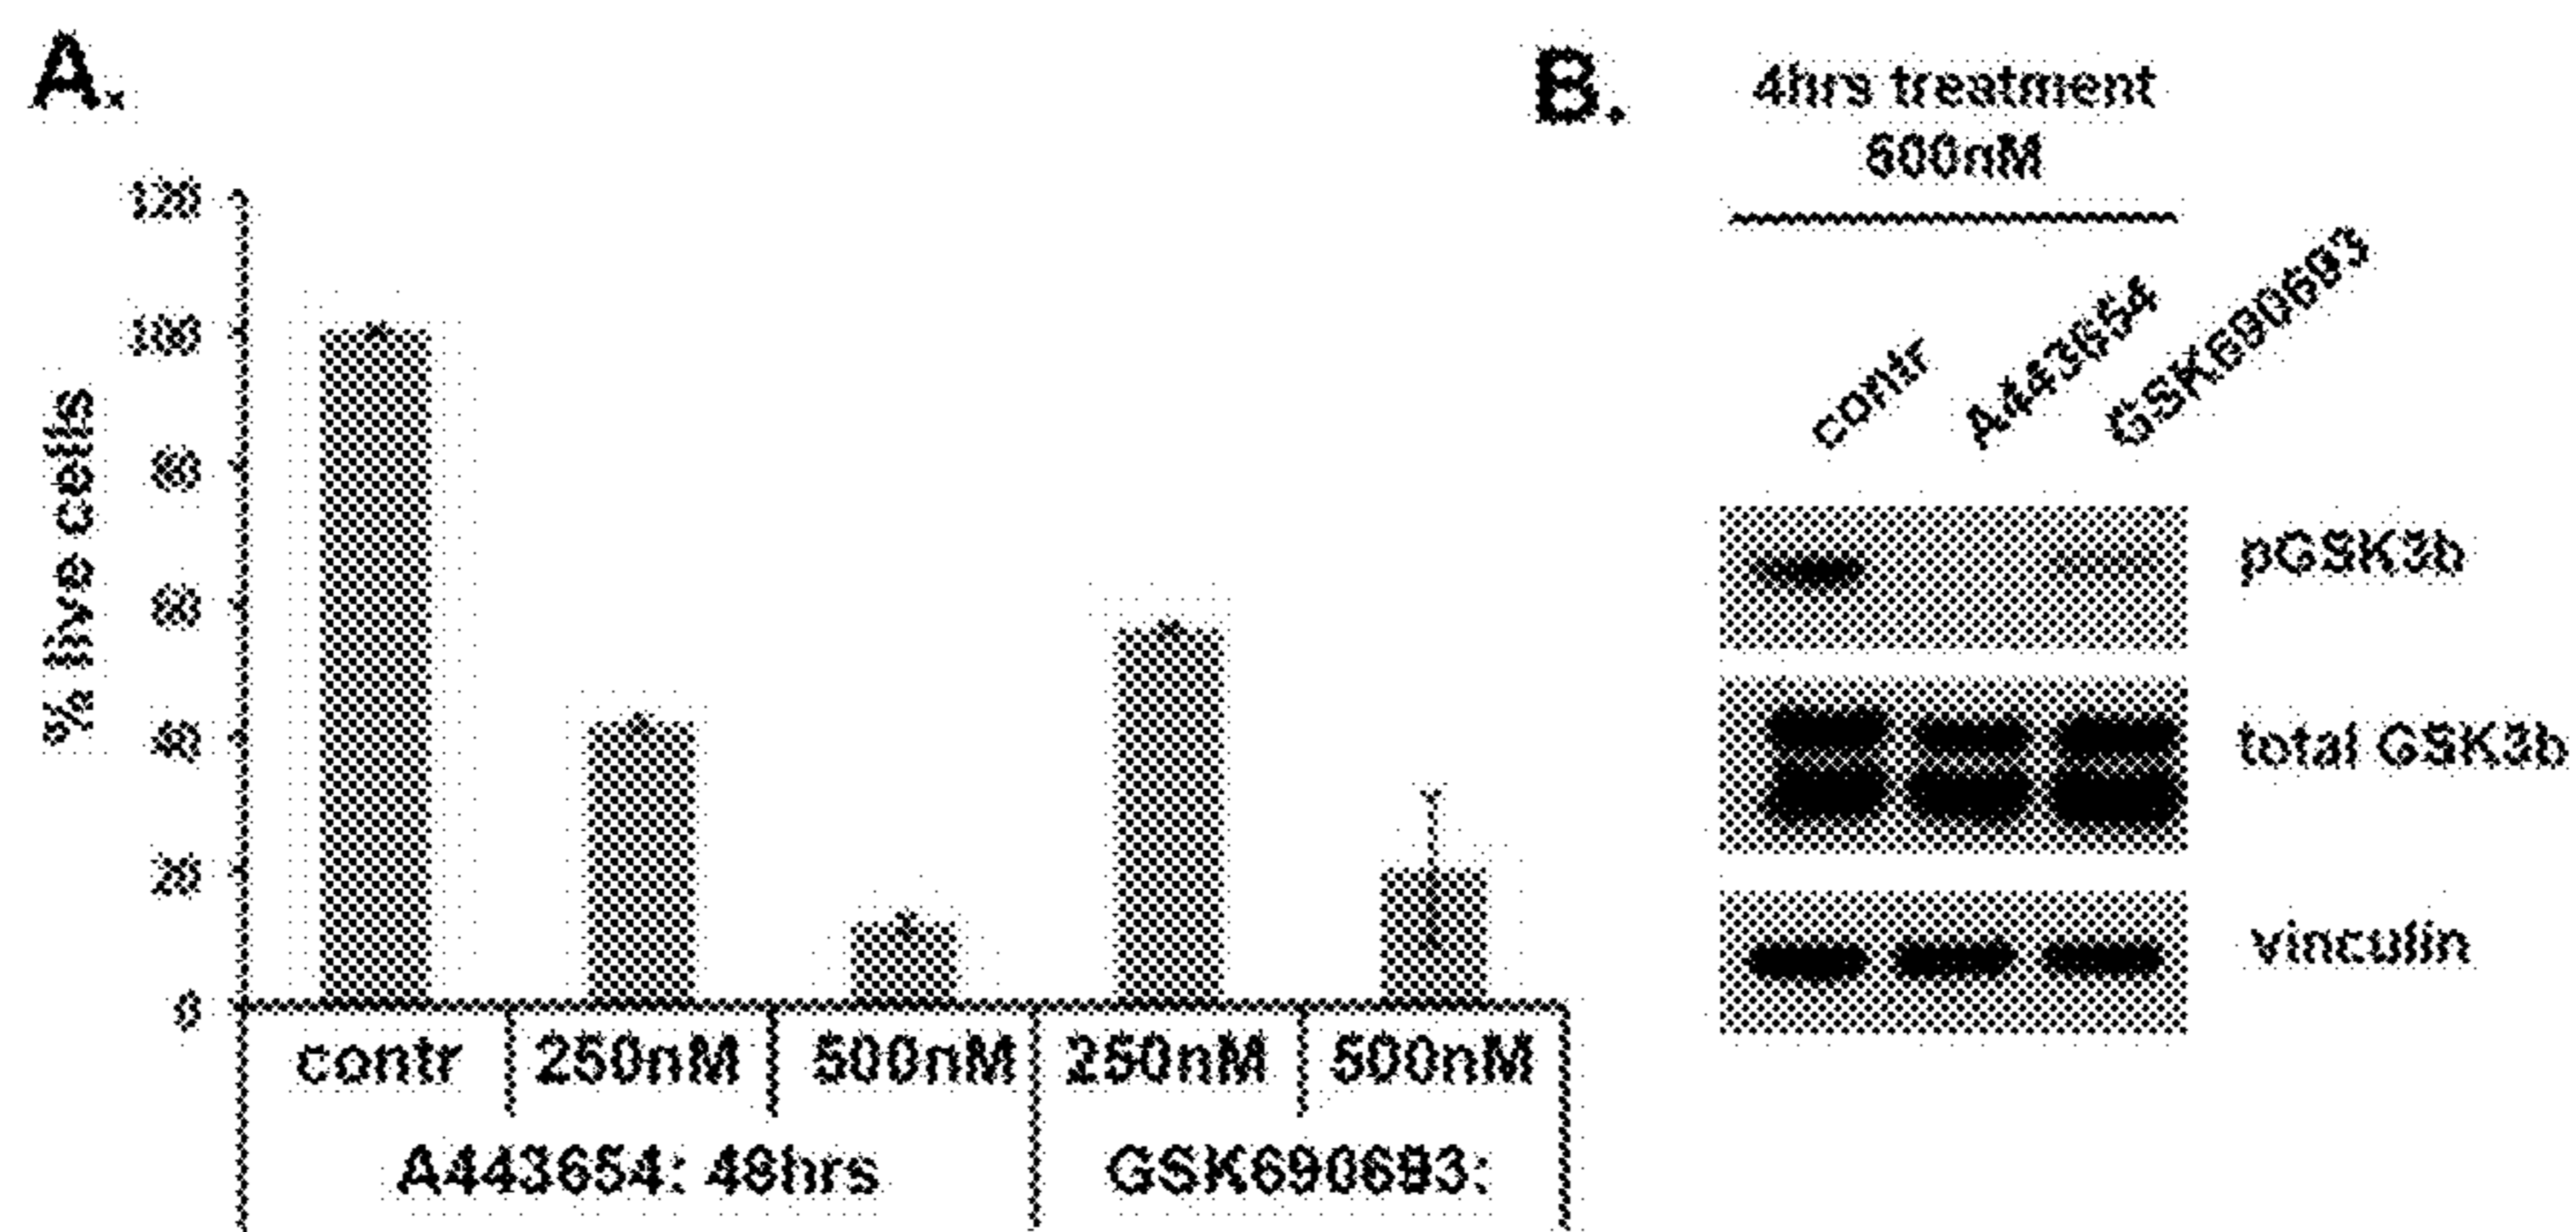 A.
120
100
80
60
40
20
0
% live cells
contr 250nM 500nM 250nM 500nM
A443654: 48hrs GSK690693:
B.
4hrs treatment
500nM
contr A443654 GSK690693
pGSK3b
total GSK3b
vinculin